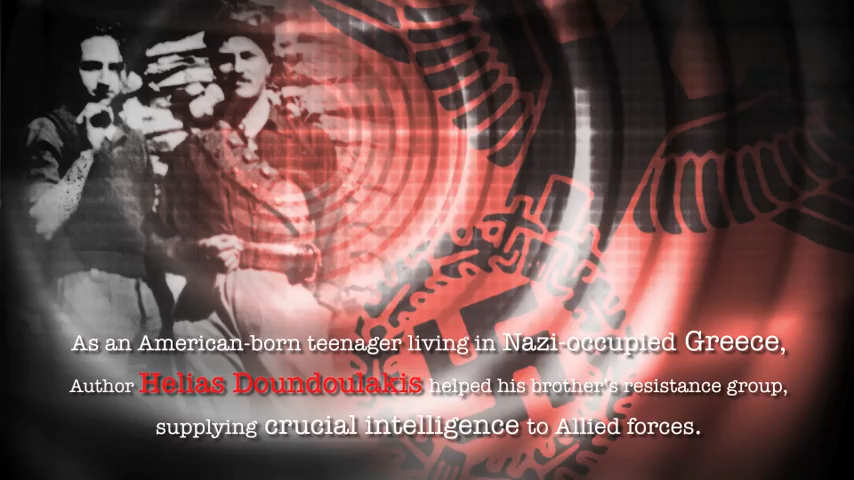 As an American-born teenager living in Nazi-occupied Greece,
Author Helias Doundoulakis helped his brother's resistance group,
supplying crucial intelligence to Allied forces.